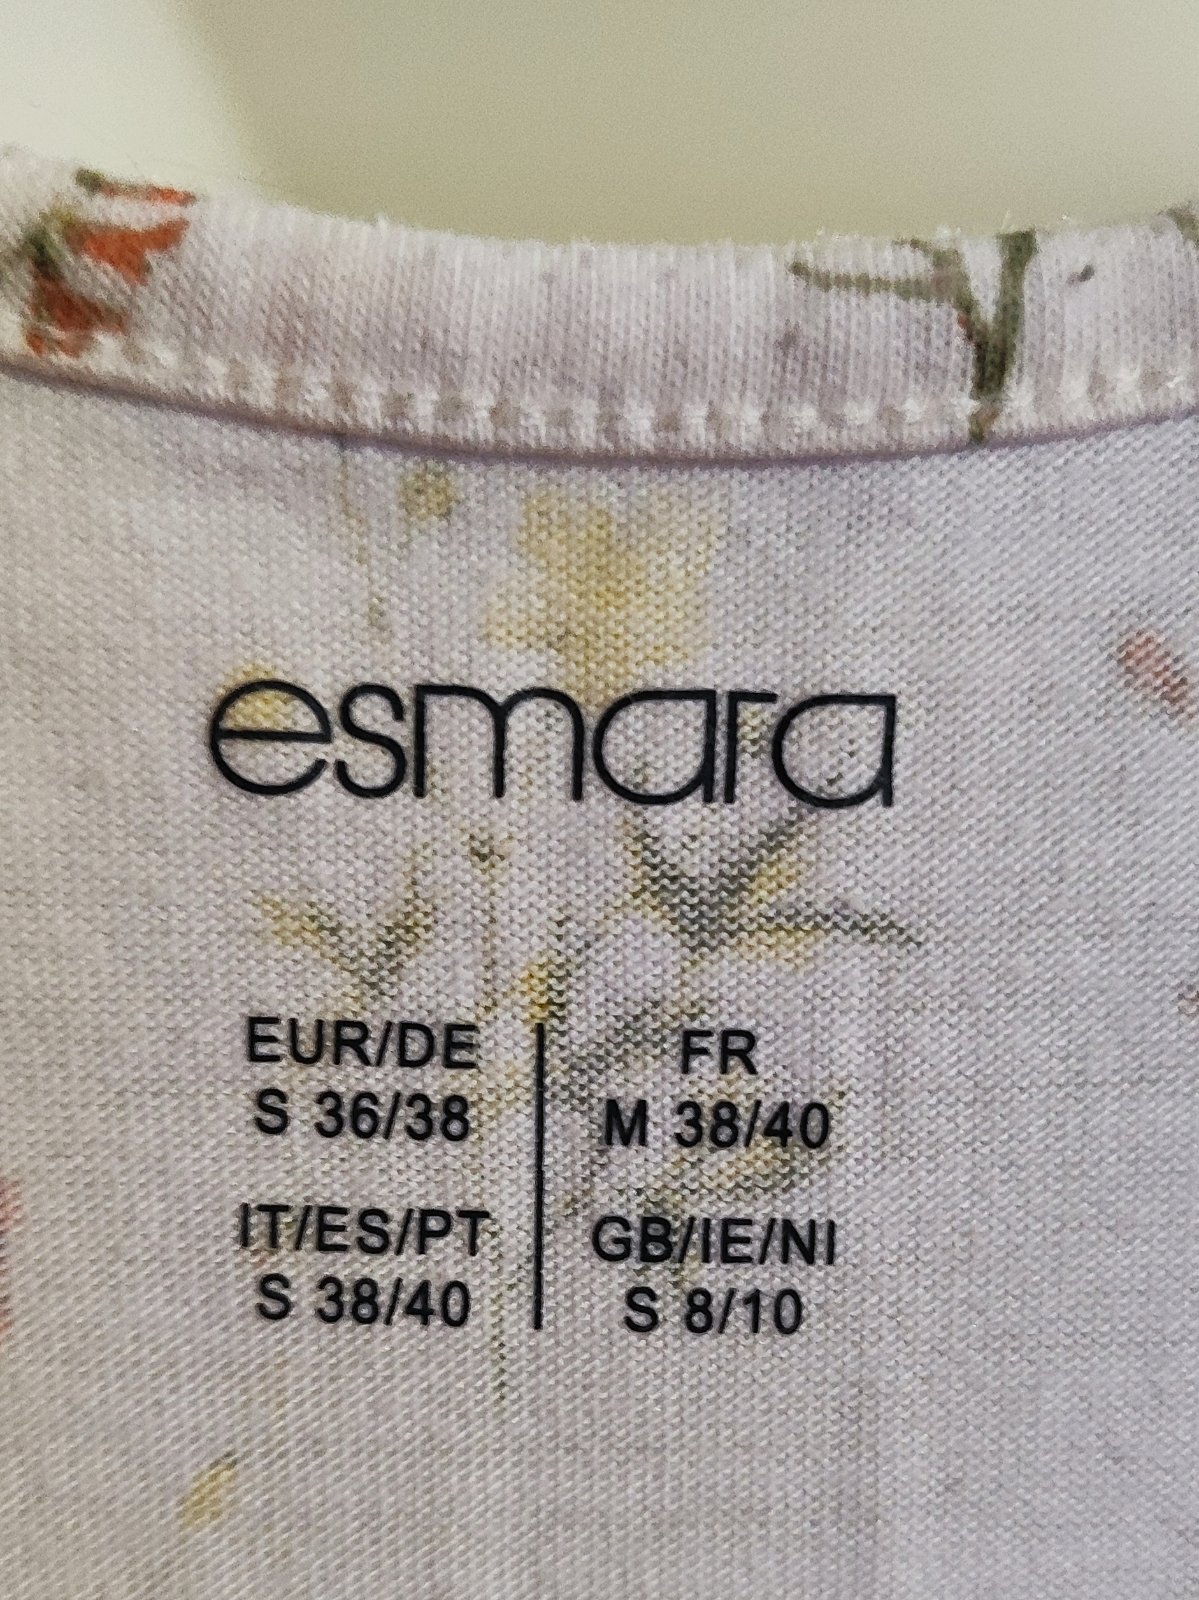 esmara
EUR/DE
S 36/38
FR
M 38/40
IT/ES/PT
S 38/40
GB/IE/NI
S 8/10